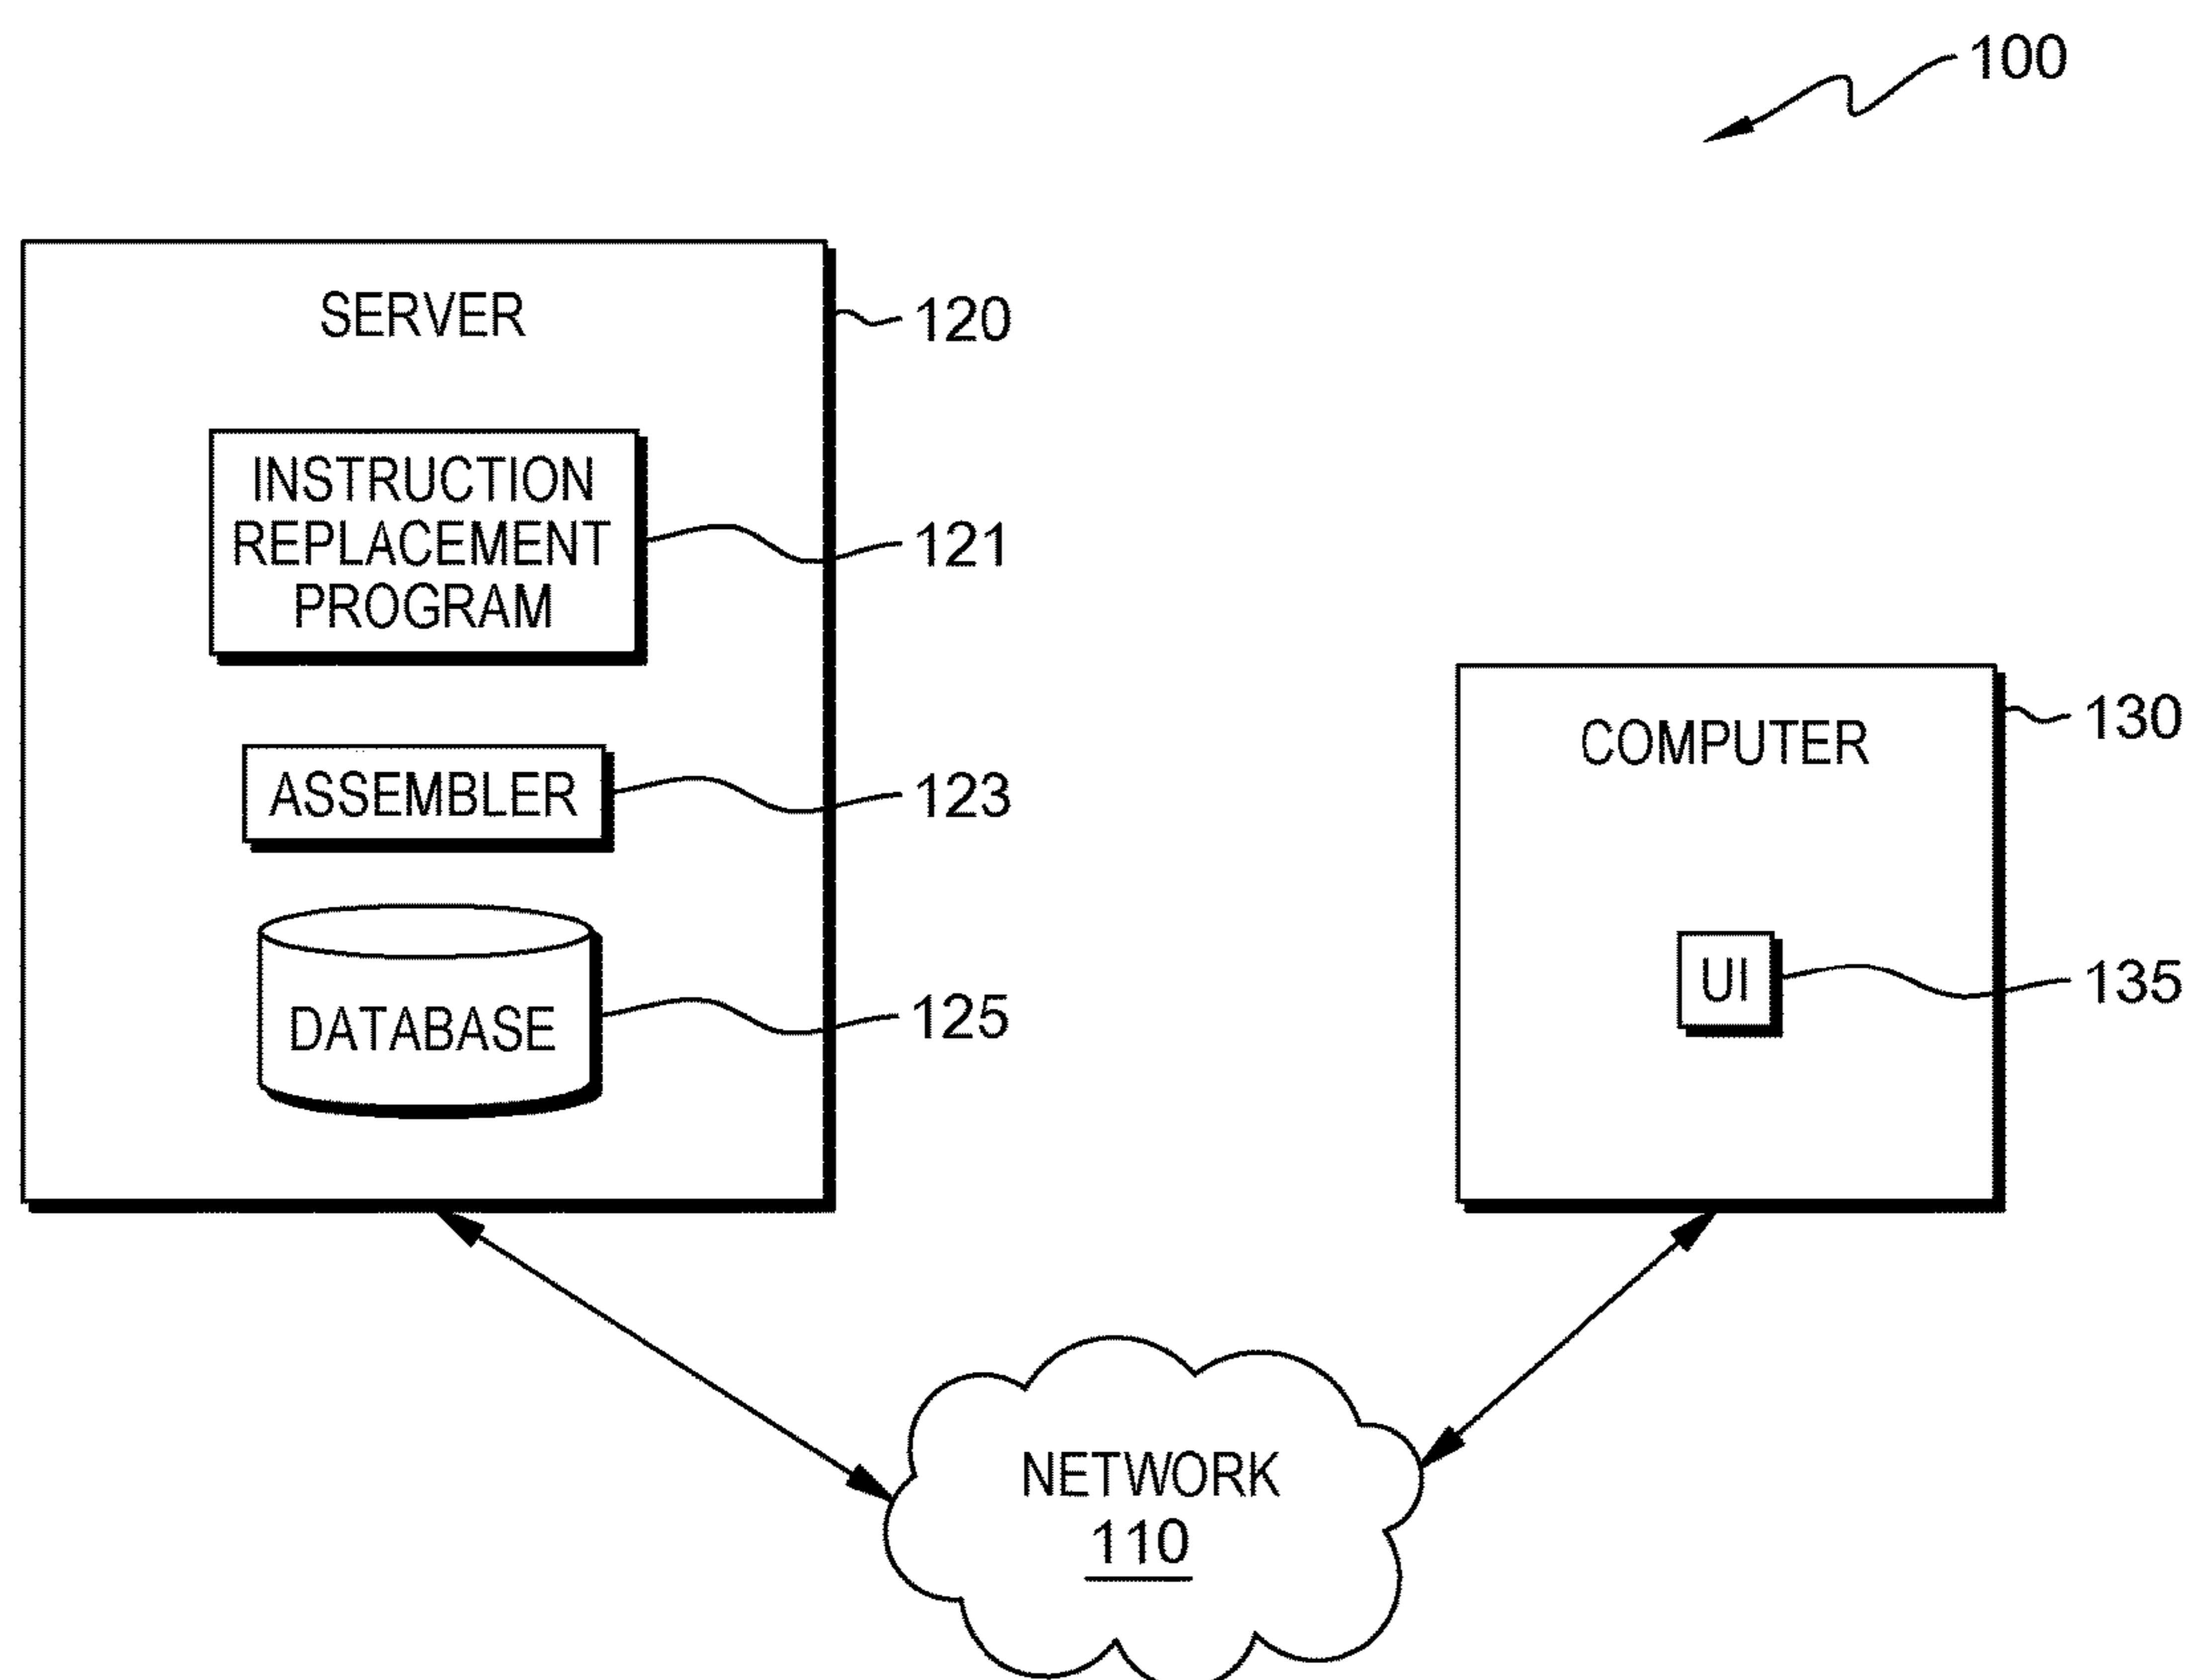 100
SERVER
120
INSTRUCTION
REPLACEMENT
PROGRAM
121
ASSEMBLER
123
DATABASE
125
COMPUTER
130
UI
135
NETWORK
110